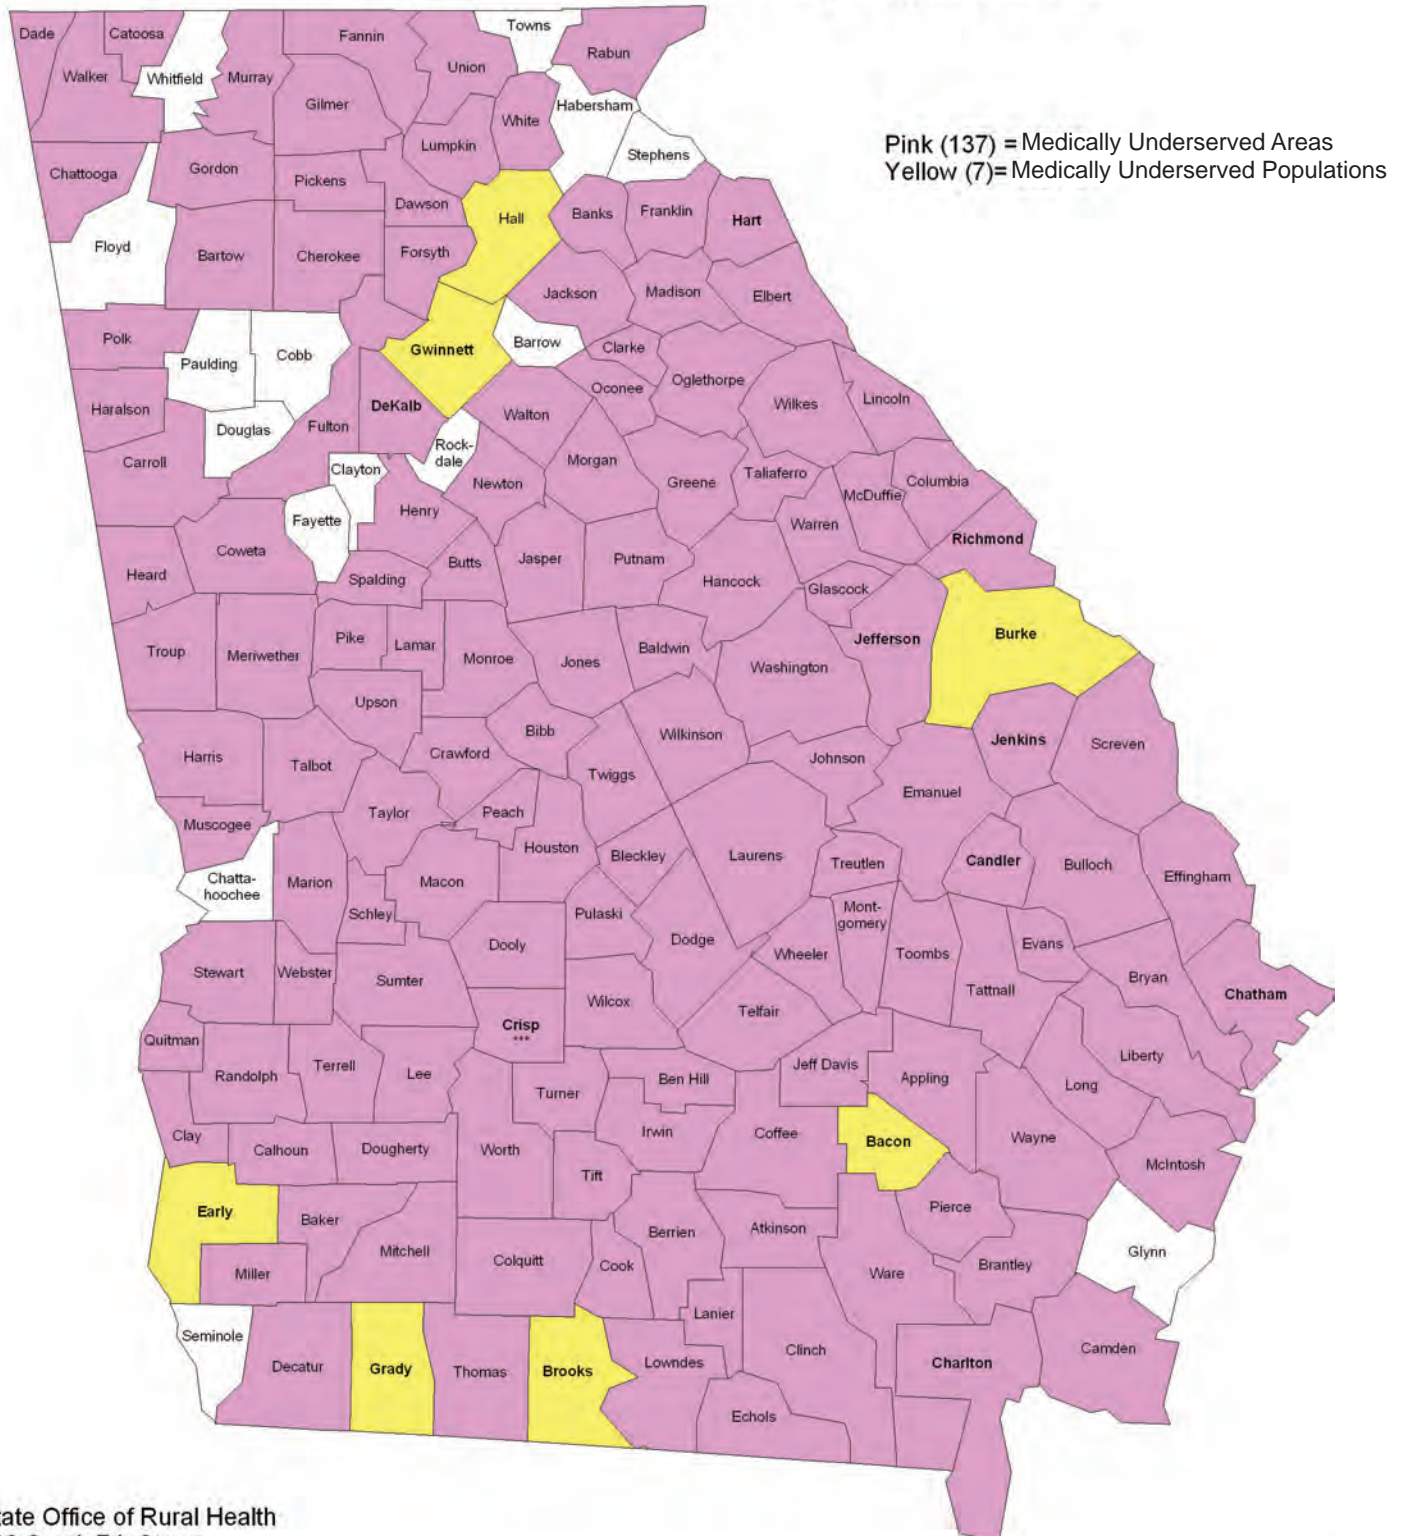 Towns
Dade
Catoosa
Fannin
Rabun
Walker
Whitfield
Murray
Union
Gilmer
White
Habersham
Pink (137) = Medically Underserved Areas
Yellow (7)= Medically Underserved Populations
Lumpkin
Stephens
Chattooga
Gordon
Pickens
Dawson
Hall
Banks
Franklin
Hart
Floyd
Bartow
Cherokee
Forsyth
Jackson
Madison
Elbert
Polk
Paulding
Cobb
Gwinnett
Barrow
Clarke
Oconee
Oglethorpe
Haralson
DeKalb
Wilkes
Lincoln
Douglas
Fulton
Walton
Rock-
dale
Carroll
Clayton
Newton
Morgan
Greene
Taliaferro
McDuffie
Columbia
Fayette
Henry
Warren
Richmond
Coweta
Heard
Spalding
Butts
Jasper
Putnam
Hancock
Glascock
Troup
Meriwether
Pike
Lamar
Monroe
Jones
Baldwin
Washington
Jefferson
Burke
Upson
Harris
Talbot
Crawford
Bibb
Twiggs
Wilkinson
Johnson
Jenkins
Screven
Emanuel
Muscogee
Taylor
Peach
Houston
Bleckley
Laurens
Treutlen
Candler
Bulloch
Effingham
Chatta-
hoochee
Marion
Schley
Macon
Pulaski
Dodge
Mont-
gomery
Wheeler
Toombs
Evans
Stewart
Webster
Sumter
Dooly
Tattnall
Bryan
Chatham
Crisp
***
Wilcox
Telfair
Quitman
Randolph
Terrell
Lee
Turner
Ben Hill
Jeff Davis
Appling
Long
Liberty
Clay
Calhoun
Dougherty
Worth
Irwin
Coffee
Bacon
Wayne
McIntosh
Tift
Early
Baker
Mitchell
Miller
Colquitt
Cook
Berrien
Atkinson
Pierce
Ware
Brantley
Glynn
Seminole
Decatur
Grady
Thomas
Brooks
Lowndes
Lanier
Clinch
Echols
Charlton
Camden
tate Office of Rural Health